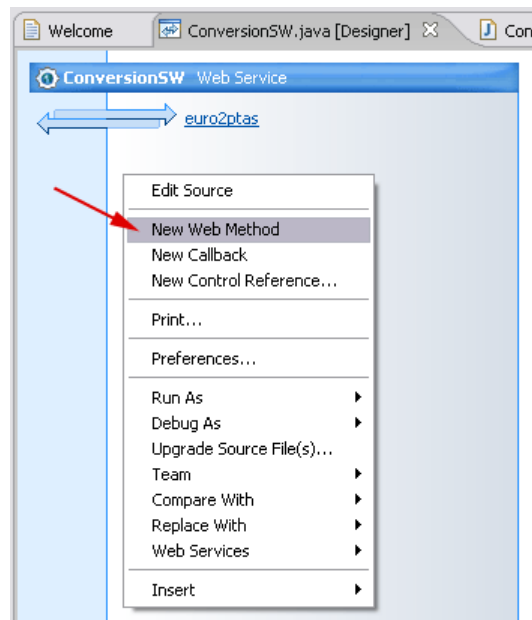 Welcome ConversionSW.java [Designer] Con
ConversionSW Web Service
euro2ptas
Edit Source
New Web Method
New Callback
New Control Reference...
Print...
Preferences...
Run As
Debug As
Upgrade Source File(s)...
Team
Compare With
Replace With
Web Services
Insert